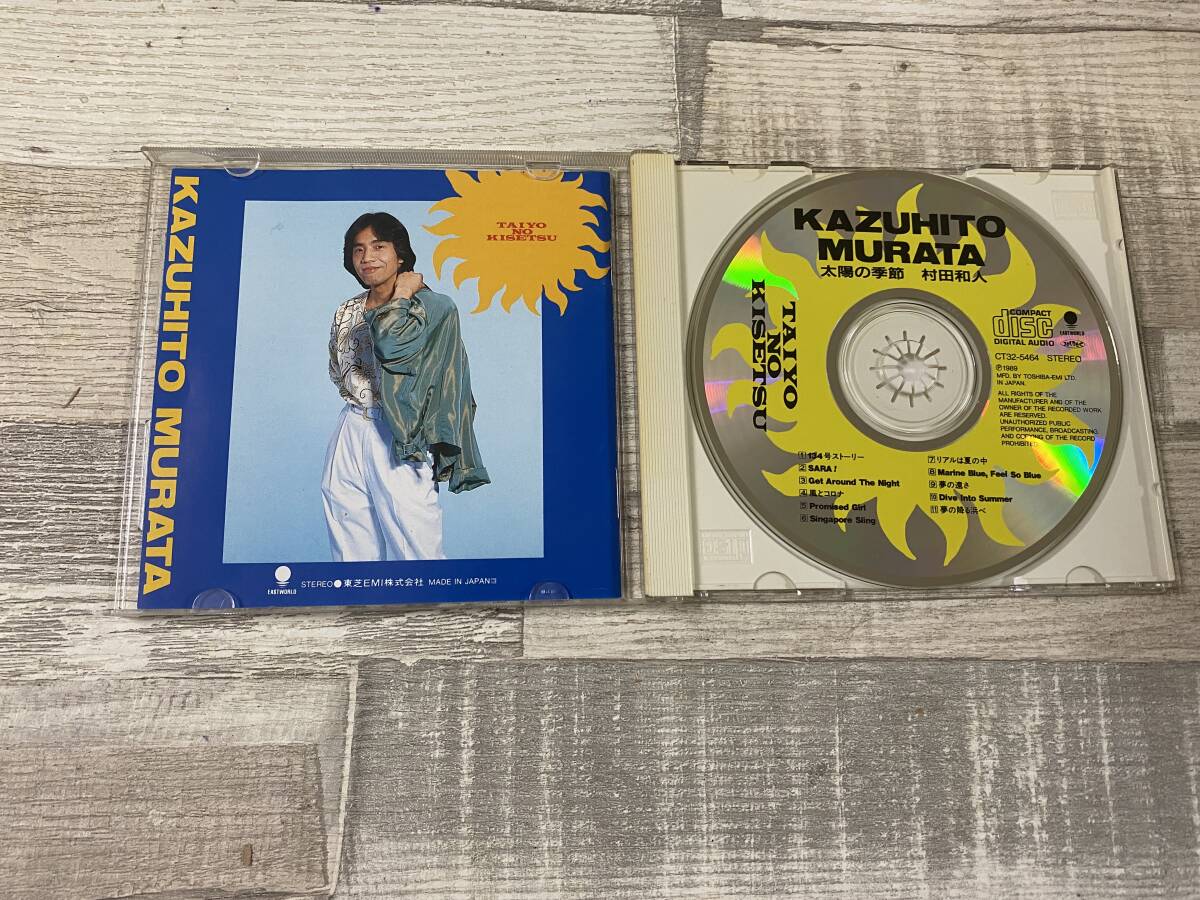 KAZUHITO MURATA
TAIYO
NO
KISETSU
EASTWORLD
STEREO●東芝EMI株式会社 MADE IN JAPAN
KAZUHITO
MURATA
太陽の季節 村田和人
TAIYO
NO
KISETSU
COMPACT
disc
DIGITAL AUDIO
EASTWORLD
CT32-5464 STEREO
Ⓟ1989
MFD. BY TOSHIBA-EMI LTD.
IN JAPAN.
ALL RIGHTS OF THE
MANUFACTURER AND OF THE
OWNER OF THE RECORDED WORK
ARE RESERVED.
UNAUTHORIZED PUBLIC
PERFORMANCE, BROADCASTING
AND COPYING OF THE RECORD
PROHIBITED.
1 134号ストーリー
2 SARA!
3 Get Around The Night
4 風とコロナ
5 Promised Girl
6 Singapore Sling
7 リアルは夏の中
8 Marine Blue, Feel So Blue
9 夢の遠さ
10 Dive Into Summer
11 夢の降る浜べ